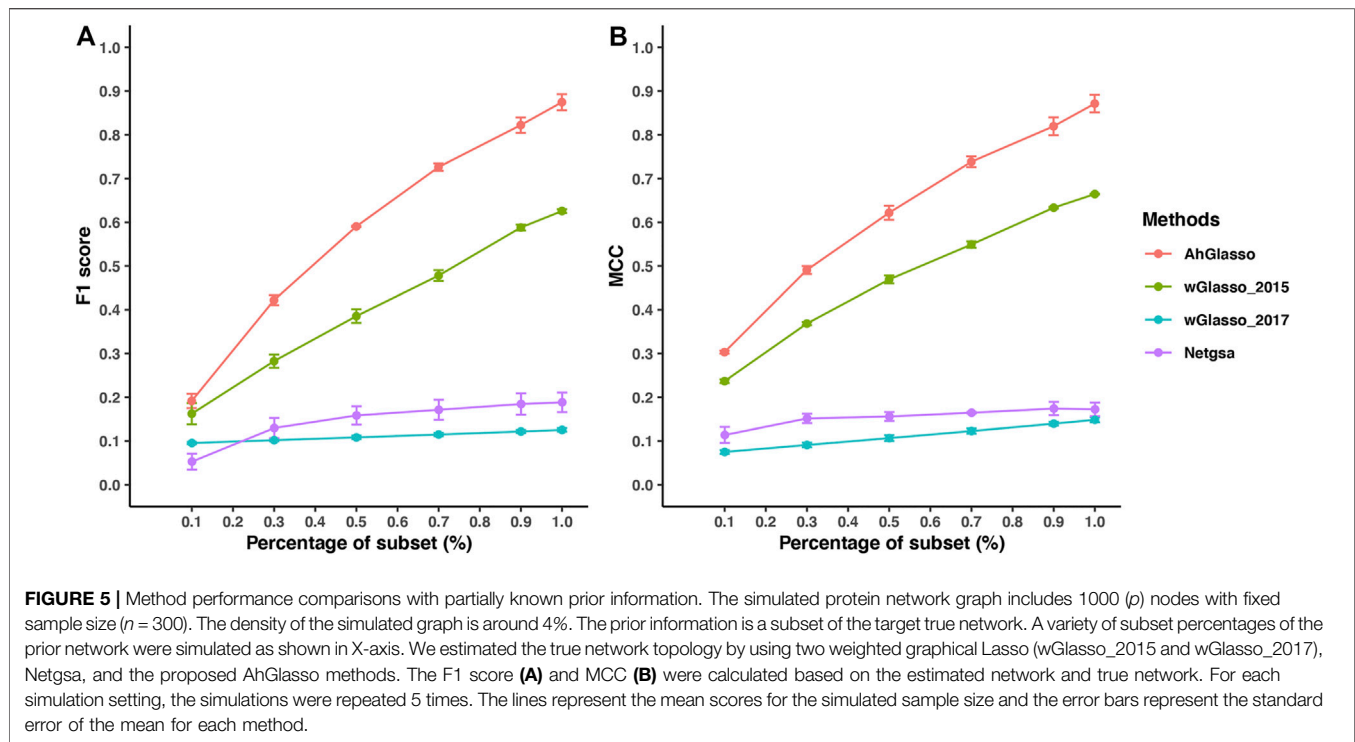 A
1.0
0.9
0.8
0.7
0.6
0.5
0.4
0.3
0.2
0.1
0.0
F1 score
0.1 0.2 0.3 0.4 0.5 0.6 0.7 0.8 0.9 1.0
Percentage of subset (%)
B
1.0
0.9
0.8
0.7
0.6
0.5
0.4
0.3
0.2
0.1
0.0
MCC
0.1 0.2 0.3 0.4 0.5 0.6 0.7 0.8 0.9 1.0
Percentage of subset (%)
Methods
AhGlasso
wGlasso_2015
wGlasso_2017
Netgsa
FIGURE 5 | Method performance comparisons with partially known prior information. The simulated protein network graph includes 1000 (p) nodes with fixed
sample size (n = 300). The density of the simulated graph is around 4%. The prior information is a subset of the target true network. A variety of subset percentages of the
prior network were simulated as shown in X-axis. We estimated the true network topology by using two weighted graphical Lasso (wGlasso_2015 and wGlasso_2017),
Netgsa, and the proposed AhGlasso methods. The F1 score (A) and MCC (B) were calculated based on the estimated network and true network. For each
simulation setting, the simulations were repeated 5 times. The lines represent the mean scores for the simulated sample size and the error bars represent the standard
error of the mean for each method.